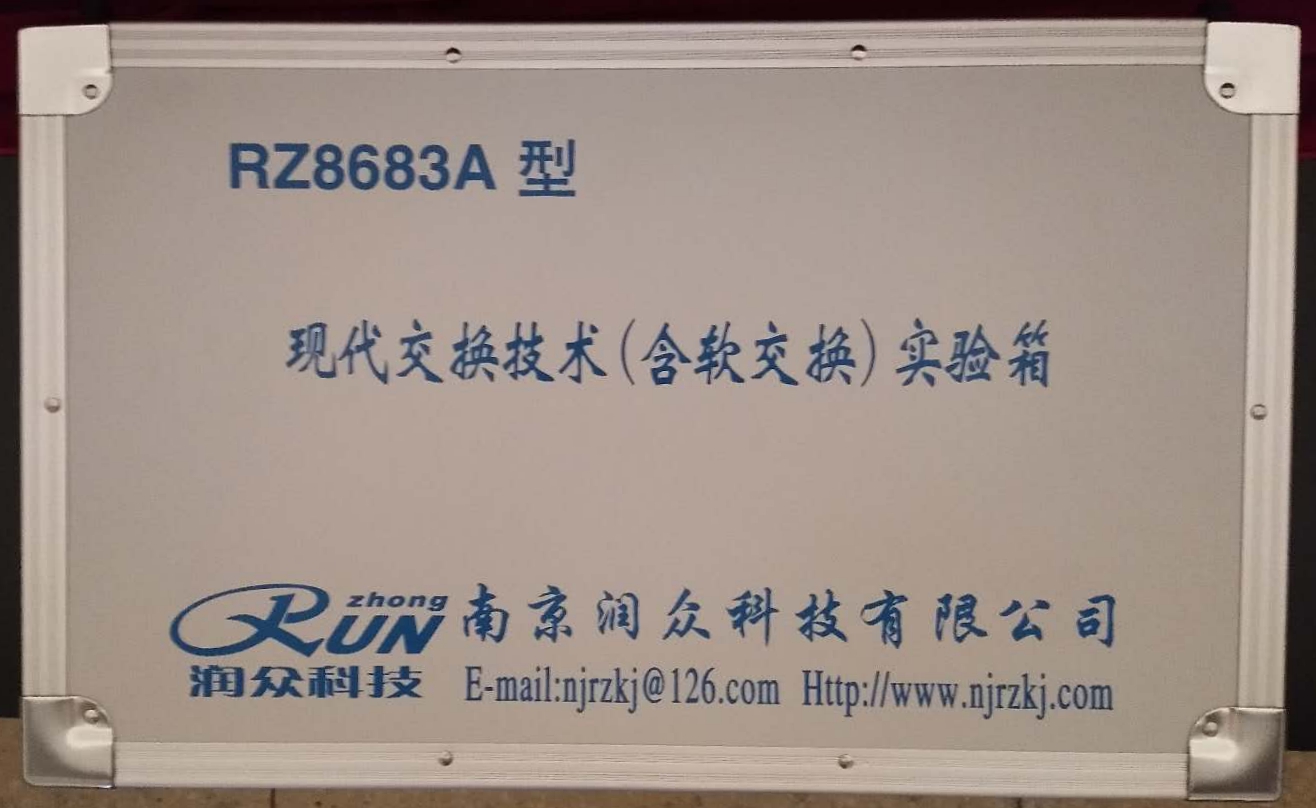 RZ8683A 型
现代交换技术(含软交换)实验箱
zhong
RUN
润众科技
南京润众科技有限公司
E-mail:njrzkj@126.com Http://www.njrzkj.com